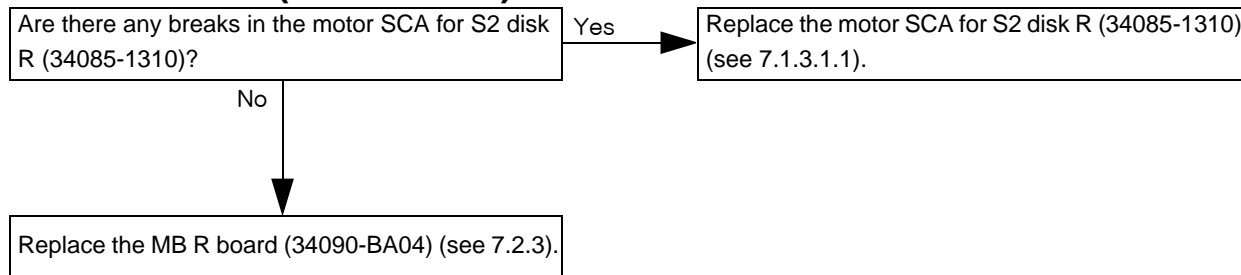 Are there any breaks in the motor SCA for S2 disk
R (34085-1310)?
Yes
Replace the motor SCA for S2 disk R (34085-1310)
(see 7.1.3.1.1).
No
Replace the MB R board (34090-BA04) (see 7.2.3).